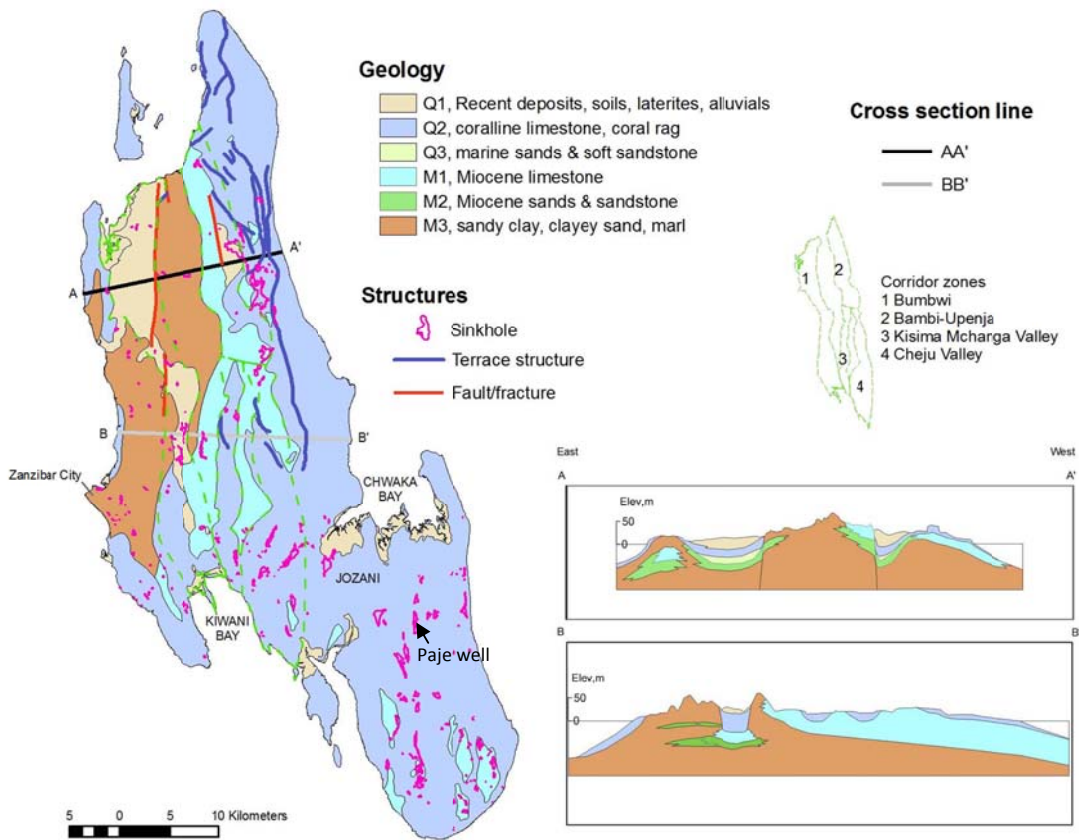 Geology
Q1, Recent deposits, soils, laterites, alluvials
Q2, coralline limestone, coral rag
Q3, marine sands & soft sandstone
M1, Miocene limestone
M2, Miocene sands & sandstone
M3, sandy clay, clayey sand, marl
Structures
Sinkhole
Terrace structure
Fault/fracture
Cross section line
AA'
BB'
1
2
3
4
Corridor zones
1 Bumbwi
2 Bambi-Upenja
3 Kisima Mcharga Valley
4 Cheju Valley
A
A'
B
B'
Zanzibar City
CHWAKA
BAY
JOZANI
KIWANI
BAY
Paje well
5 0 5 10 Kilometers
East West
A A'
Elev,m
50
0
B B'
Elev,m
50
0